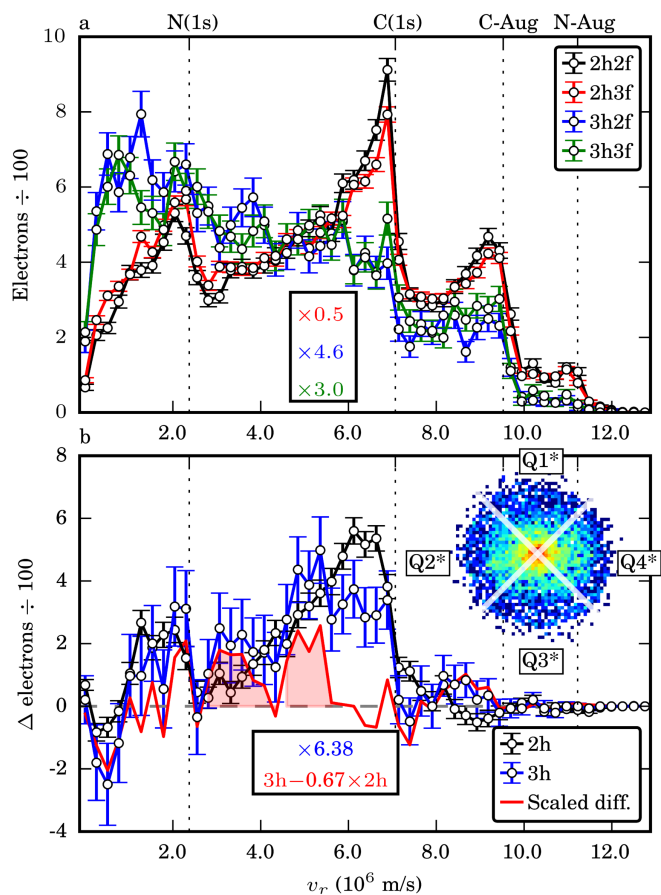 a
N(1s)
C(1s)
C-Aug
N-Aug
10
8
6
4
2
0
Electrons ÷ 100
2h2f
2h3f
3h2f
3h3f
×0.5
×4.6
×3.0
2.0 4.0 6.0 8.0 10.0 12.0
b
8
6
4
2
0
-2
-4
Δ electrons ÷ 100
Q1*
Q2*
Q4*
Q3*
×6.38
3h−0.67×2h
2h
3h
Scaled diff.
2.0 4.0 6.0 8.0 10.0 12.0
v_r (10^6 m/s)